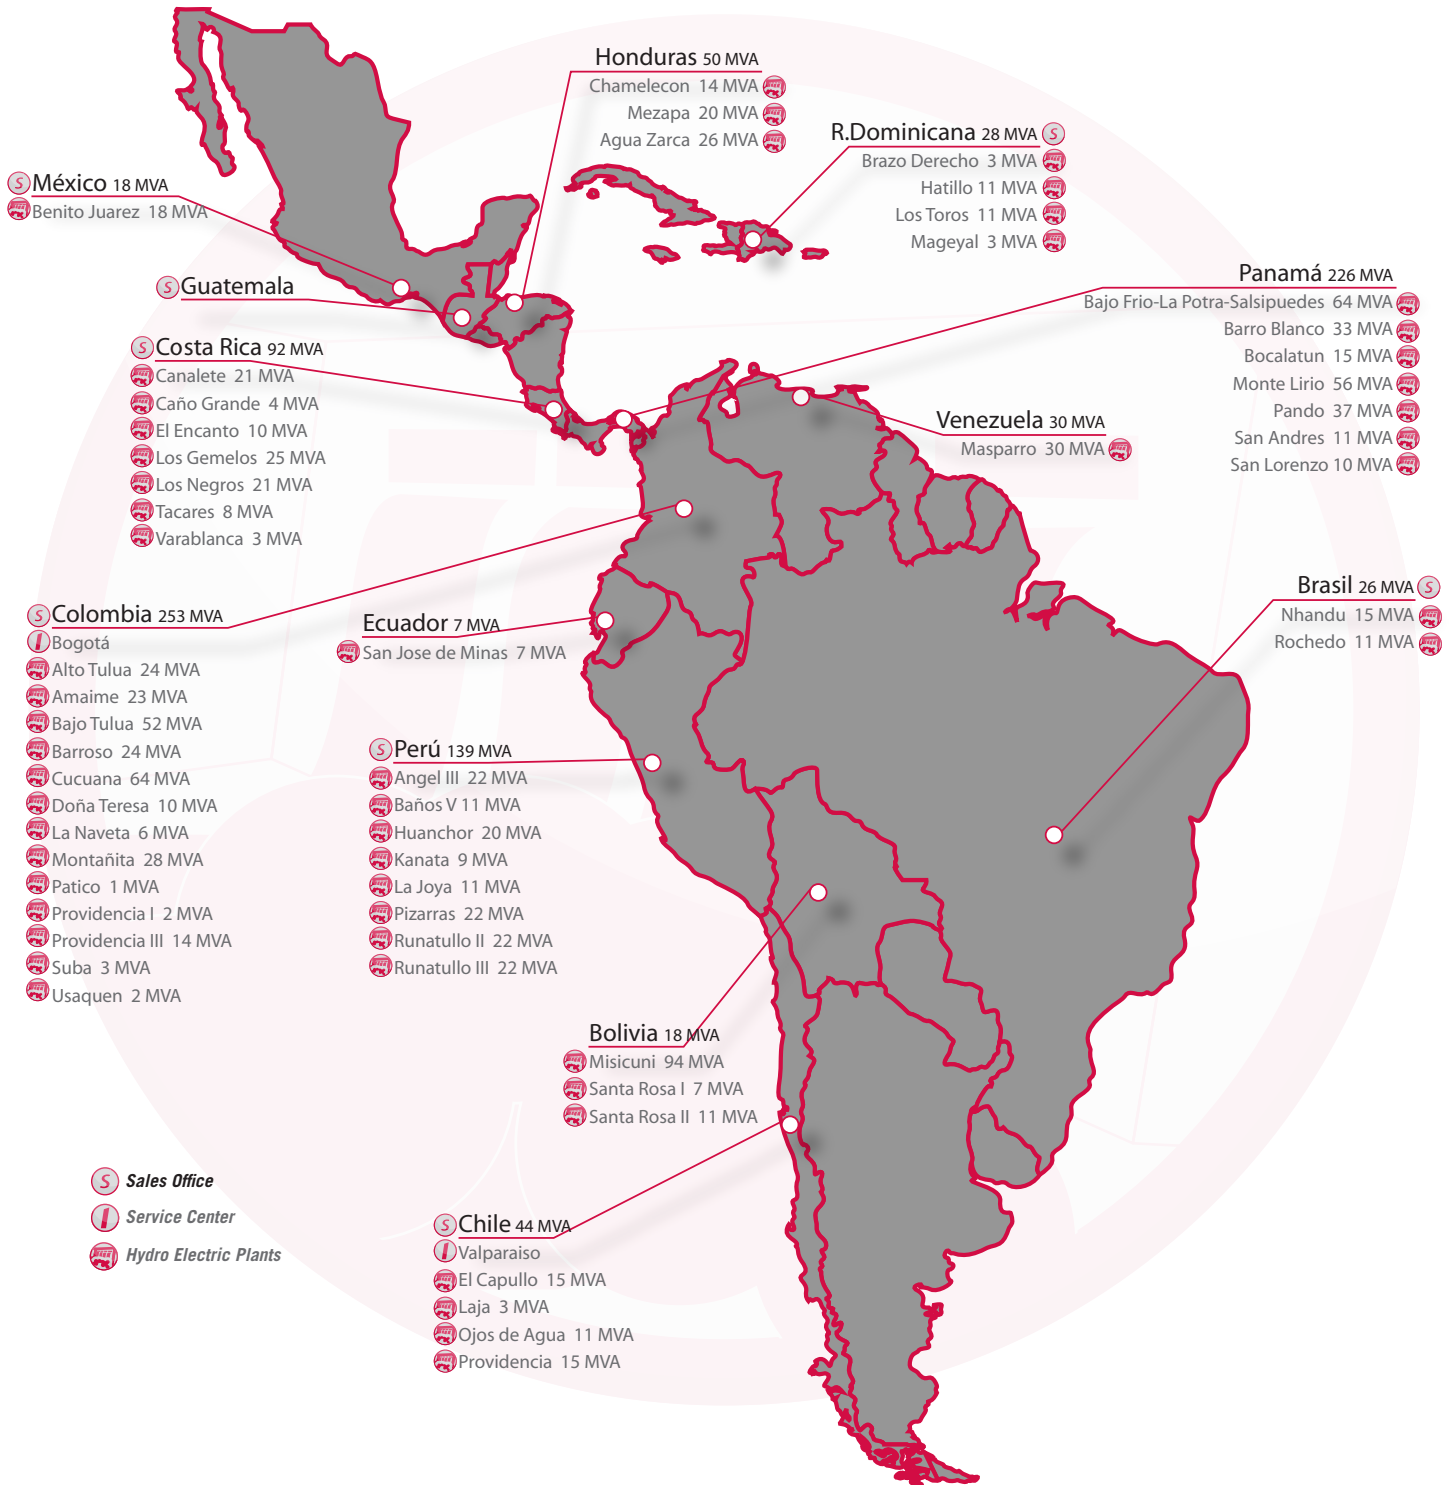 Honduras 50 MVA
Chamelecon 14 MVA
Mezapa 20 MVA
Agua Zarca 26 MVA
R.Dominicana 28 MVA S
Brazo Derecho 3 MVA
Hatillo 11 MVA
Los Toros 11 MVA
Mageyal 3 MVA
S México 18 MVA
Benito Juarez 18 MVA
S Guatemala
Panamá 226 MVA
Bajo Frio-La Potra-Salsipuedes 64 MVA
Barro Blanco 33 MVA
Bocalatun 15 MVA
Monte Lirio 56 MVA
Pando 37 MVA
San Andres 11 MVA
San Lorenzo 10 MVA
S Costa Rica 92 MVA
Canalete 21 MVA
Caño Grande 4 MVA
El Encanto 10 MVA
Los Gemelos 25 MVA
Los Negros 21 MVA
Tacares 8 MVA
Varablanca 3 MVA
Venezuela 30 MVA
Masparro 30 MVA
Brasil 26 MVA S
Nhandu 15 MVA
Rochedo 11 MVA
S Colombia 253 MVA
Bogotá
Alto Tulua 24 MVA
Amaime 23 MVA
Bajo Tulua 52 MVA
Barroso 24 MVA
Cucuana 64 MVA
Doña Teresa 10 MVA
La Naveta 6 MVA
Montañita 28 MVA
Patico 1 MVA
Providencia I 2 MVA
Providencia III 14 MVA
Suba 3 MVA
Usaquen 2 MVA
Ecuador 7 MVA
San Jose de Minas 7 MVA
S Perú 139 MVA
Angel III 22 MVA
Baños V 11 MVA
Huanchor 20 MVA
Kanata 9 MVA
La Joya 11 MVA
Pizarras 22 MVA
Runatullo II 22 MVA
Runatullo III 22 MVA
Bolivia 18 MVA
Misicuni 94 MVA
Santa Rosa I 7 MVA
Santa Rosa II 11 MVA
S Chile 44 MVA
Valparaiso
El Capullo 15 MVA
Laja 3 MVA
Ojos de Agua 11 MVA
Providencia 15 MVA
S Sales Office
Service Center
Hydro Electric Plants